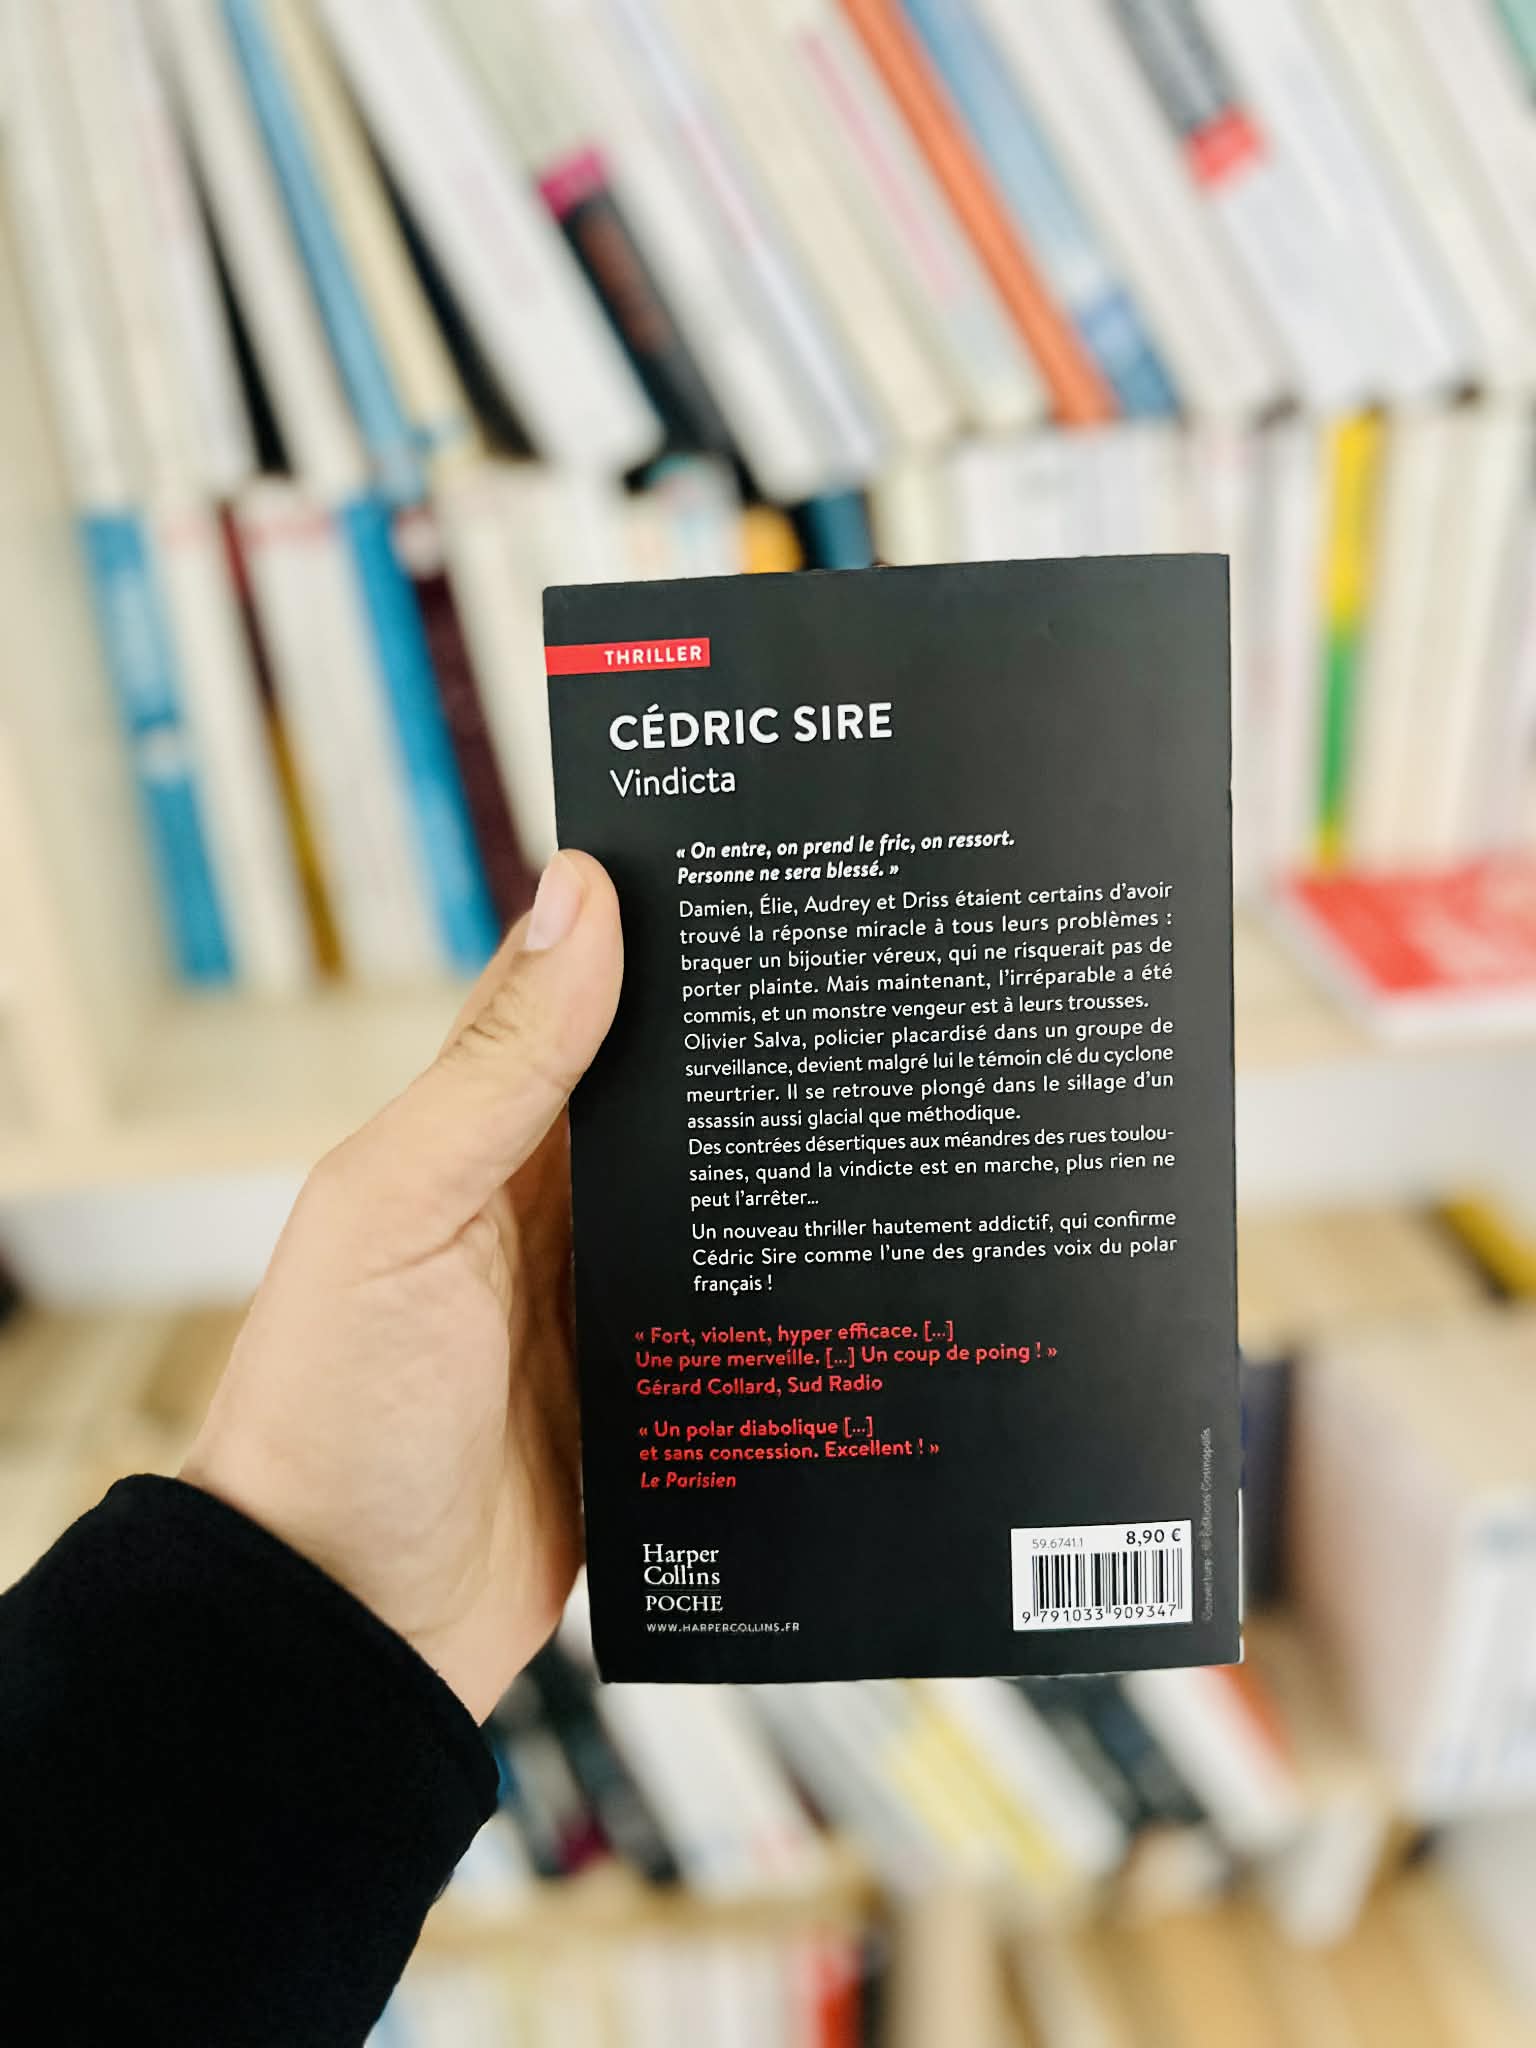 THRILLER
CÉDRIC SIRE
Vindicta
« On entre, on prend le fric, on ressort.
Personne ne sera blessé. »
Damien, Élie, Audrey et Driss étaient certains d’avoir
trouvé la réponse miracle à tous leurs problèmes :
braquer un bijoutier véreux, qui ne risquerait pas de
porter plainte. Mais maintenant, l’irréparable a été
commis, et un monstre vengeur est à leurs trousses.
Olivier Salva, policier placardisé dans un groupe de
surveillance, devient malgré lui le témoin clé du cyclone
meurtrier. Il se retrouve plongé dans le sillage d’un
assassin aussi glacial que méthodique.
Des contrées désertiques aux méandres des rues toulou-
saines, quand la vindicte est en marche, plus rien ne
peut l’arrêter...
Un nouveau thriller hautement addictif, qui confirme
Cédric Sire comme l’une des grandes voix du polar
français !
« Fort, violent, hyper efficace. [...]
Une pure merveille. [...] Un coup de poing ! »
Gérard Collard, Sud Radio
« Un polar diabolique [...]
et sans concession. Excellent ! »
Le Parisien
Harper
Collins
POCHE
WWW.HARPERCOLLINS.FR
59.6741.1 8,90 €
9 791033 909347
Couverture : © Éditions Cosmopolis